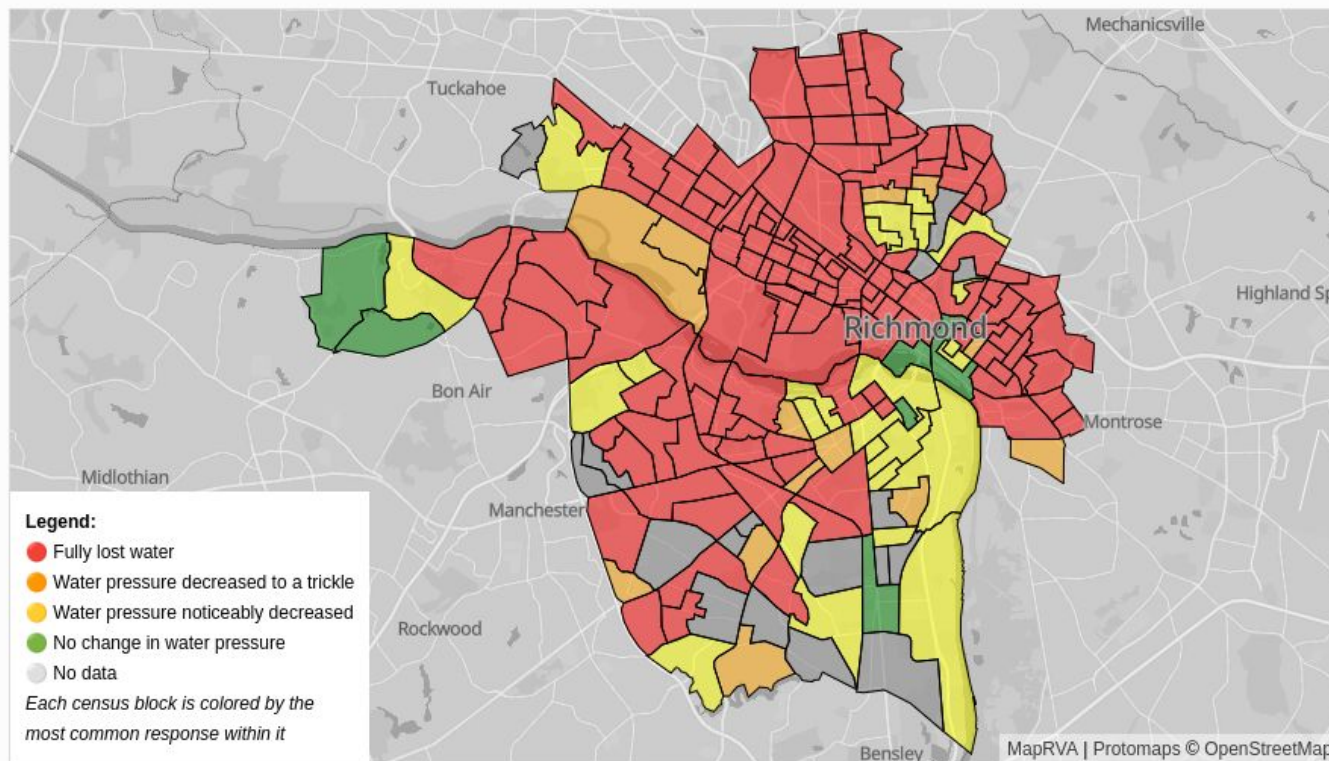 Mechanicsville
Tuckahoe
Highland Sp
Richmond
Bon Air
Montrose
Midlothian
Manchester
Legend:
Fully lost water
Water pressure decreased to a trickle
Water pressure noticeably decreased
No change in water pressure
No data
Each census block is colored by the
most common response within it
Rockwood
Bensley
MapRVA | Protomaps © OpenStreetMap